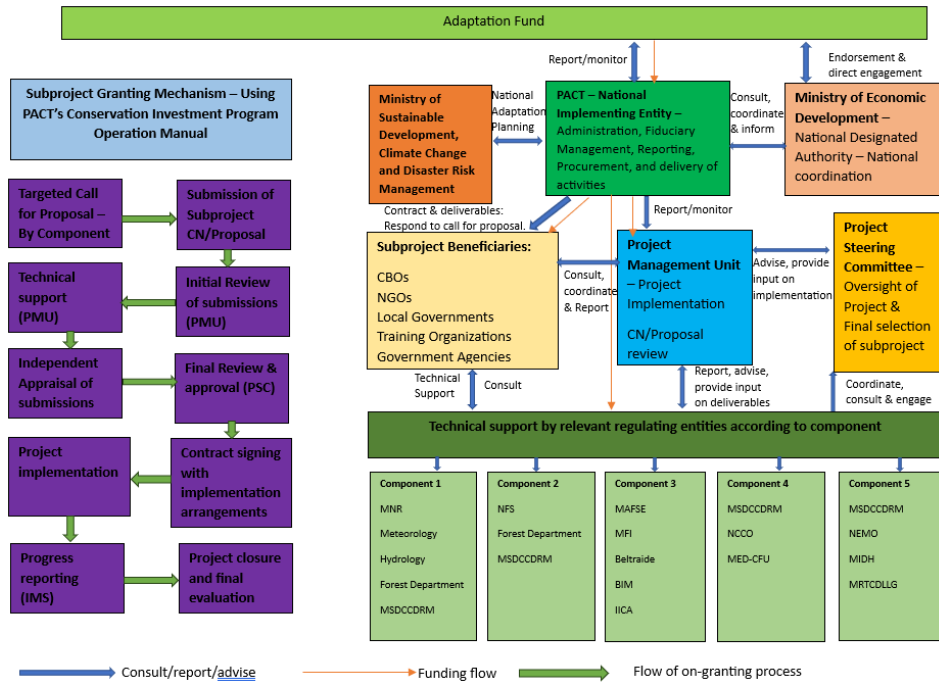 Adaptation Fund
Subproject Granting Mechanism – Using
PACT's Conservation Investment Program
Operation Manual
Targeted Call
for Proposal –
By Component
Submission of
Subproject
CN/Proposal
Technical
support
(PMU)
Initial Review
of submissions
(PMU)
Independent
Appraisal of
submissions
Final Review &
approval (PSC)
Project
implementation
Contract signing
with
implementation
arrangements
Progress
reporting
(IMS)
Project closure
and final
evaluation
Report/monitor
Endorsement &
direct engagement
Ministry of
Sustainable
Development,
Climate Change
and Disaster Risk
Management
National
Adaptation
Planning
PACT – National
Implementing Entity –
Administration, Fiduciary
Management, Reporting,
Procurement, and delivery of
activities
Consult,
coordinate
& inform
Ministry of Economic
Development –
National Designated
Authority – National
coordination
Contract & deliverables:
Respond to call for proposal.
Report/monitor
Subproject Beneficiaries:
CBOs
NGOs
Local Governments
Training Organizations
Government Agencies
Consult,
coordinate
& Report
Project
Management Unit
– Project
Implementation
CN/Proposal
review
Advise, provide
input on
implementation
Project
Steering
Committee –
Oversight of
Project &
Final selection
of subproject
Technical
Support
Consult
Report, advise,
provide input
on deliverables
Coordinate,
consult & engage
Technical support by relevant regulating entities according to component
Component 1
MNR
Meteorology
Hydrology
Forest Department
MSDCCDRM
Component 2
NFS
Forest Department
MSDCCDRM
Component 3
MAFSE
MFI
Beltraide
BIM
IICA
Component 4
MSDCCDRM
NCCO
MED-CFU
Component 5
MSDCCDRM
NEMO
MIDH
MRTCDLLG
Consult/report/advise
Funding flow
Flow of on-granting process